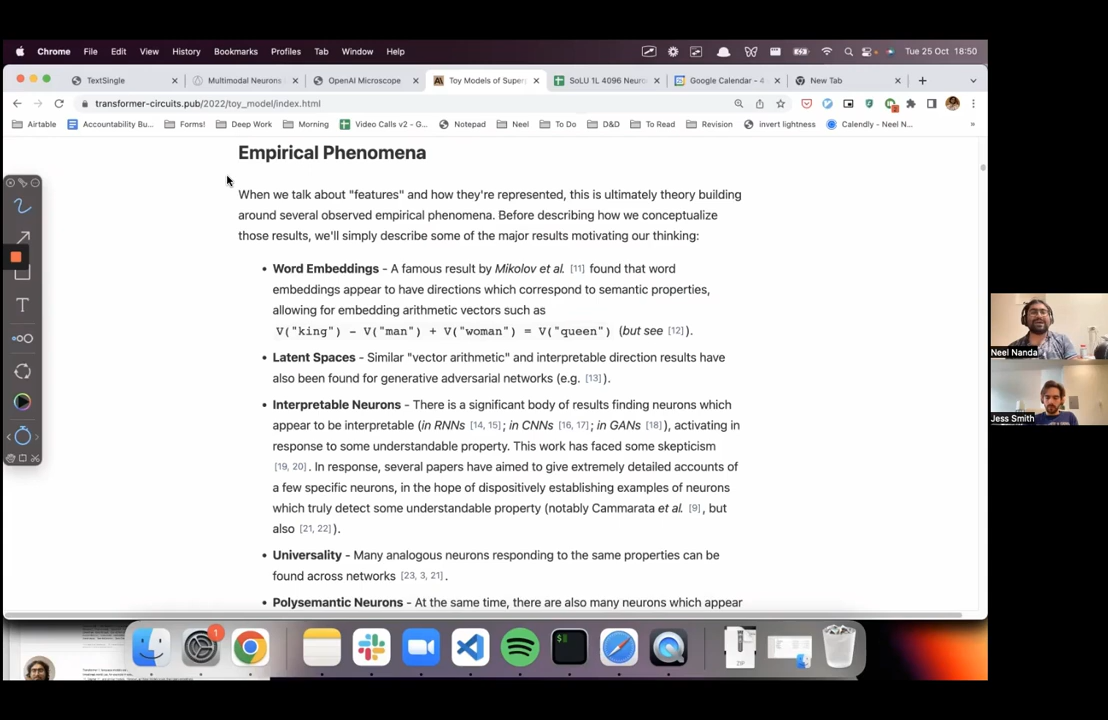 Chrome File Edit View History Bookmarks Profiles Tab Window Help Tue 25 Oct 18:50
TextSingle Multimodal Neurons OpenAI Microscope Toy Models of Super SoLU 1L 4096 Neuro Google Calendar - 4 New Tab
transformer-circuits.pub/2022/toy_model/index.html
Airtable Accountability Bu... Forms! Deep Work Morning Video Calls v2 - G... Notepad Neel To Do D&D To Read Revision invert lightness Calendly - Neel N... »
Empirical Phenomena
When we talk about "features" and how they're represented, this is ultimately theory building
around several observed empirical phenomena. Before describing how we conceptualize
those results, we'll simply describe some of the major results motivating our thinking:
• Word Embeddings - A famous result by Mikolov et al. [11] found that word
embeddings appear to have directions which correspond to semantic properties,
allowing for embedding arithmetic vectors such as
V("king") - V("man") + V("woman") = V("queen") (but see [12]).
• Latent Spaces - Similar "vector arithmetic" and interpretable direction results have
also been found for generative adversarial networks (e.g. [13]).
• Interpretable Neurons - There is a significant body of results finding neurons which
appear to be interpretable (in RNNs [14, 15]; in CNNs [16, 17]; in GANs [18]), activating in
response to some understandable property. This work has faced some skepticism
[19, 20]. In response, several papers have aimed to give extremely detailed accounts of
a few specific neurons, in the hope of dispositively establishing examples of neurons
which truly detect some understandable property (notably Cammarata et al. [9], but
also [21, 22]).
• Universality - Many analogous neurons responding to the same properties can be
found across networks [23, 3, 21].
• Polysemantic Neurons - At the same time, there are also many neurons which appear
T
Neel Nanda
Jess Smith
1
$
ZIP